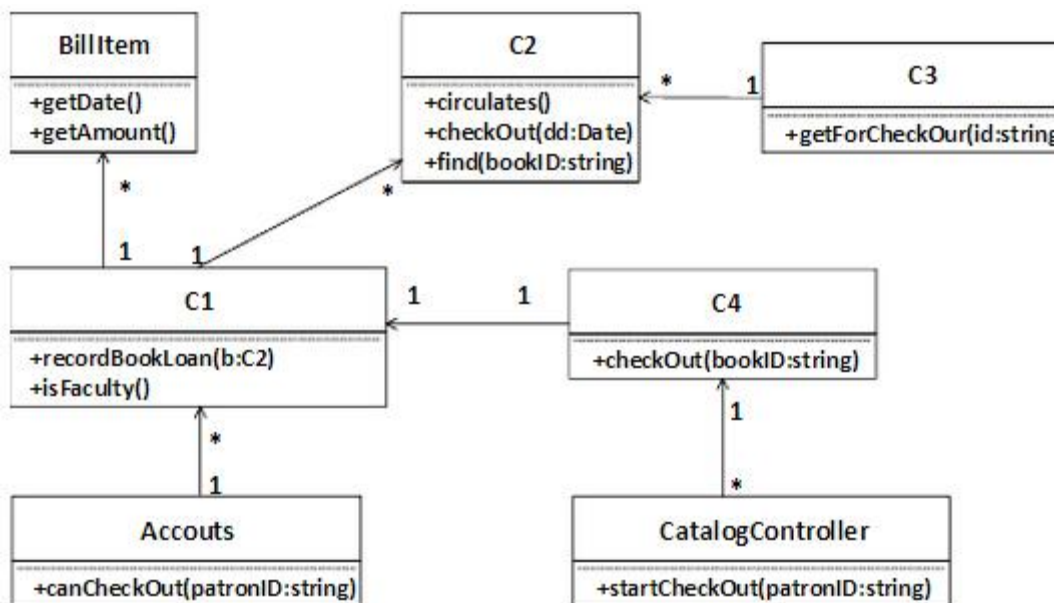 BillItem
+getDate()
+getAmount()
C2
+circulates()
+checkOut(dd:Date)
+find(bookID:string)
C3
+getForCheckOur(id:string
*
1
*
1
*
1
C1
+recordBookLoan(b:C2)
+isFaculty()
1
1
C4
+checkOut(bookID:string)
*
1
1
*
Accouts
+canCheckOut(patronID:string)
CatalogController
+startCheckOut(patronID:string)